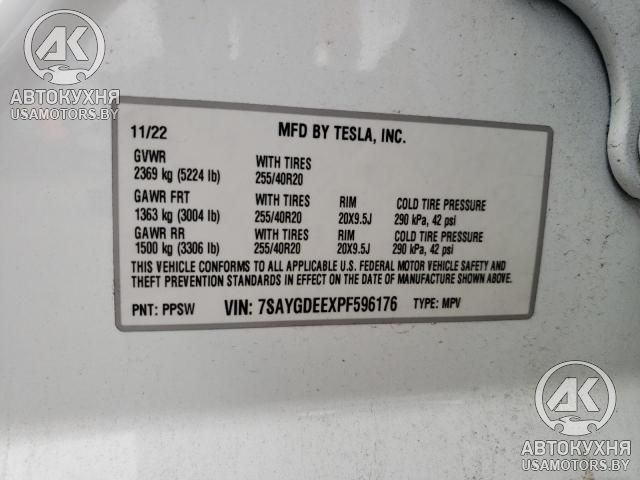 AK
АВТОКУХНЯ
USAMOTORS.BY
11/22 MFD BY TESLA, INC.
GVWR WITH TIRES
2369 kg (5224 lb) 255/40R20
GAWR FRT WITH TIRES RIM COLD TIRE PRESSURE
1363 kg (3004 lb) 255/40R20 20X9.5J 290 kPa, 42 psi
GAWR RR WITH TIRES RIM COLD TIRE PRESSURE
1500 kg (3306 lb) 255/40R20 20X9.5J 290 kPa, 42 psi
THIS VEHICLE CONFORMS TO ALL APPLICABLE U.S. FEDERAL MOTOR VEHICLE SAFETY AND
THEFT PREVENTION STANDARDS IN EFFECT ON THE DATE OF MANUFACTURE SHOWN ABOVE.
PNT: PPSW VIN: 7SAYGDEEXPF596176 TYPE: MPV
AK
АВТОКУХНЯ
USAMOTORS.BY